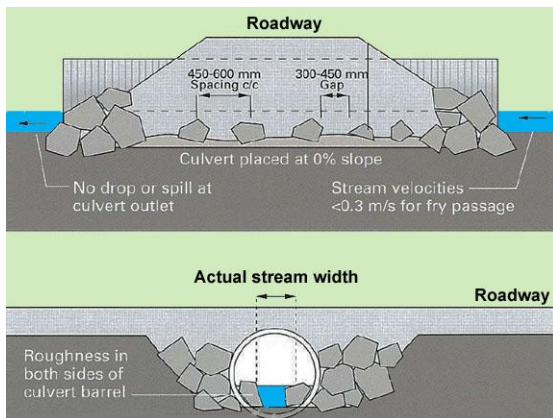 Roadway
450-600 mm
Spacing c/c
300-450 mm
Gap
Culvert placed at 0% slope
No drop or spill at
culvert outlet
Stream velocities
<0.3 m/s for fry passage
Actual stream width
Roadway
Roughness in
both sides of
culvert barrel